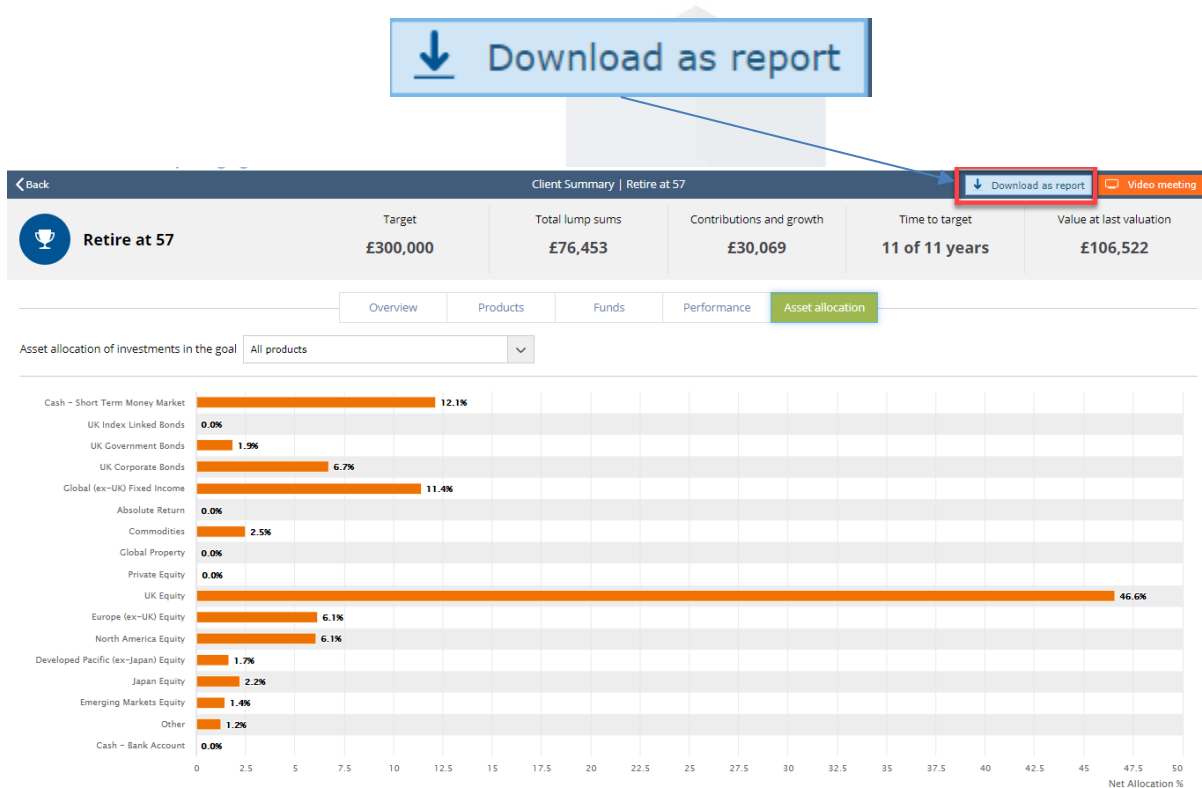 Download as report
Back
Client Summary | Retire at 57
Download as report
Video meeting
Retire at 57
Target
£300,000
Total lump sums
£76,453
Contributions and growth
£30,069
Time to target
11 of 11 years
Value at last valuation
£106,522
Overview
Products
Funds
Performance
Asset allocation
Asset allocation of investments in the goal
All products
Cash - Short Term Money Market 12.1%
UK Index Linked Bonds 0.0%
UK Government Bonds 1.9%
UK Corporate Bonds 6.7%
Global (ex-UK) Fixed Income 11.4%
Absolute Return 0.0%
Commodities 2.5%
Global Property 0.0%
Private Equity 0.0%
UK Equity 46.6%
Europe (ex-UK) Equity 6.1%
North America Equity 6.1%
Developed Pacific (ex-Japan) Equity 1.7%
Japan Equity 2.2%
Emerging Markets Equity 1.4%
Other 1.2%
Cash - Bank Account 0.0%
0 2.5 5 7.5 10 12.5 15 17.5 20 22.5 25 27.5 30 32.5 35 37.5 40 42.5 45 47.5 50
Net Allocation %